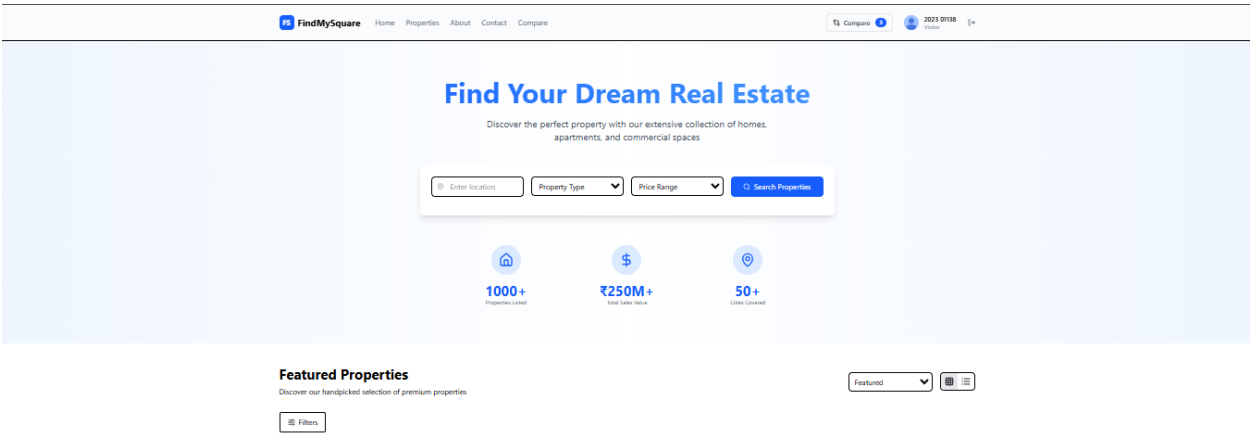 FS FindMySquare Home Properties About Contact Compare Compare 3 2023 01138
Visitor
Find Your Dream Real Estate
Discover the perfect property with our extensive collection of homes,
apartments, and commercial spaces
Enter location Property Type Price Range Search Properties
1000+ ₹250M+ 50+
Properties Listed Total Sales Value Cities Covered
Featured Properties
Discover our handpicked selection of premium properties
Featured
Filters